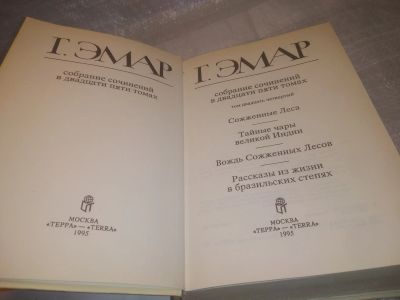 Г. ЭМАР
собрание сочинений
в двадцати пяти томах
МОСКВА
«ТЕРРА» — «TERRA»
1995
Г. ЭМАР
собрание сочинений
в двадцати пяти томах
том двадцать четвертый
Сожженные Леса
Тайные чары
великой Индии
Вождь Сожженных Лесов
Рассказы из жизни
в бразильских степях
МОСКВА
«ТЕРРА» — «TERRA»
1995